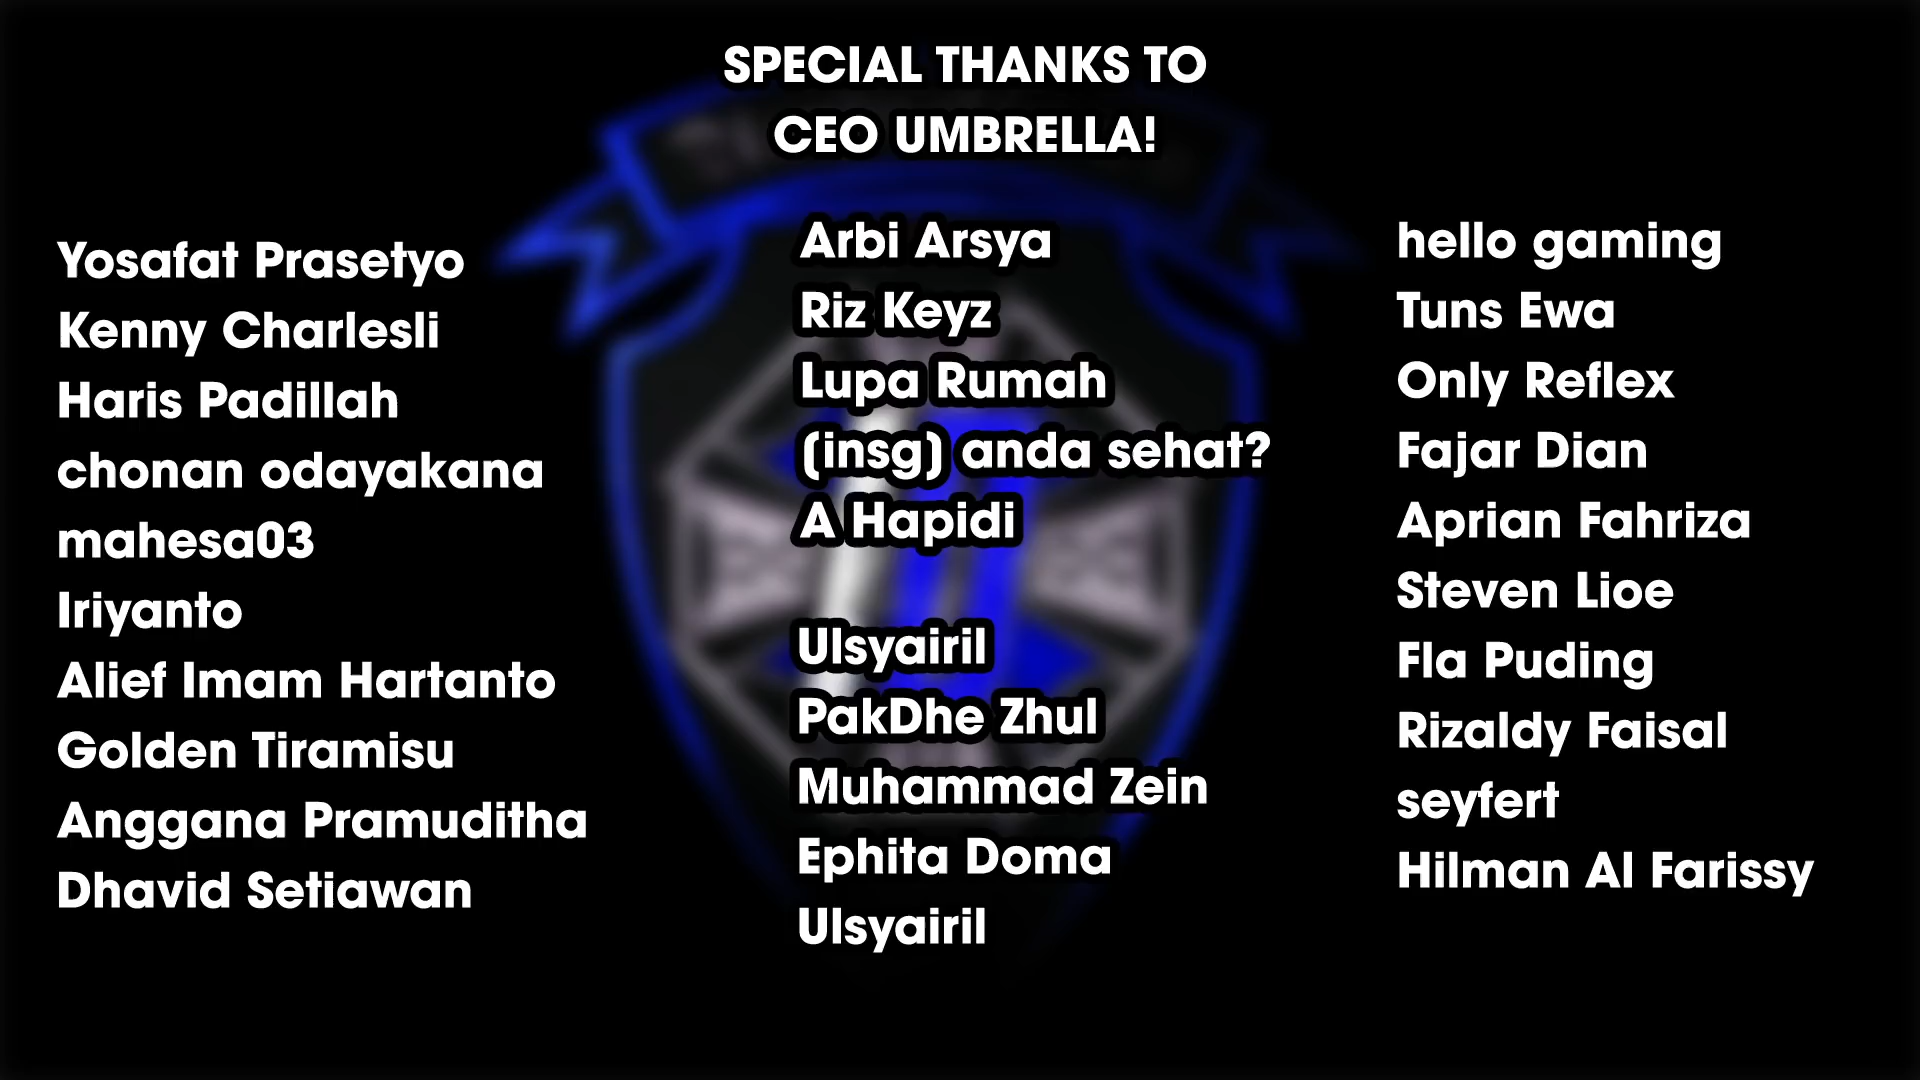 SPECIAL THANKS TO
CEO UMBRELLA!
Yosafat Prasetyo
Kenny Charlesli
Haris Padillah
chonan odayakana
mahesa03
Iriyanto
Alief Imam Hartanto
Golden Tiramisu
Anggana Pramuditha
Dhavid Setiawan
Arbi Arsya
Riz Keyz
Lupa Rumah
(insg) anda sehat?
A Hapidi
Ulsyairil
PakDhe Zhul
Muhammad Zein
Ephita Doma
Ulsyairil
hello gaming
Tuns Ewa
Only Reflex
Fajar Dian
Aprian Fahriza
Steven Lioe
Fla Puding
Rizaldy Faisal
seyfert
Hilman Al Farissy